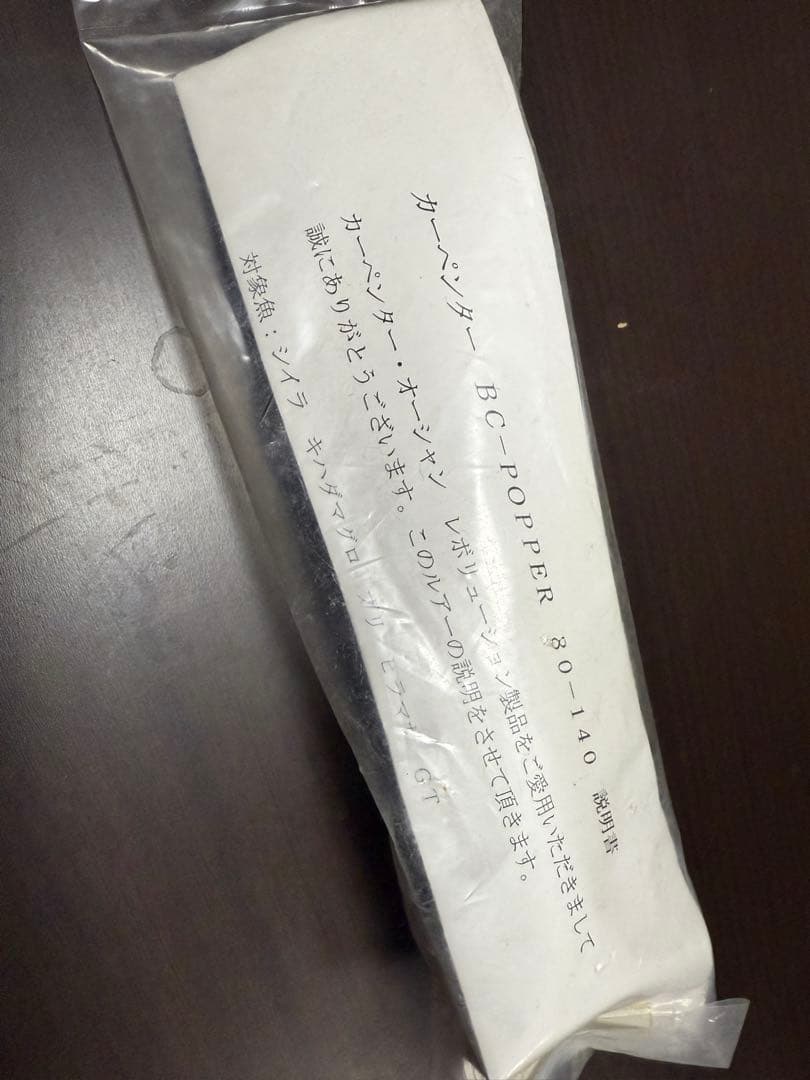 カーペンター BC－POPPER 80－140 説明書
カーペンター・オーシャン レボリューション製品をご愛用いただきまして
誠にありがとうございます。このルアーの説明をさせて頂きます。
対象魚：シイラ キハダマグロ ブリ ヒラマサ GT